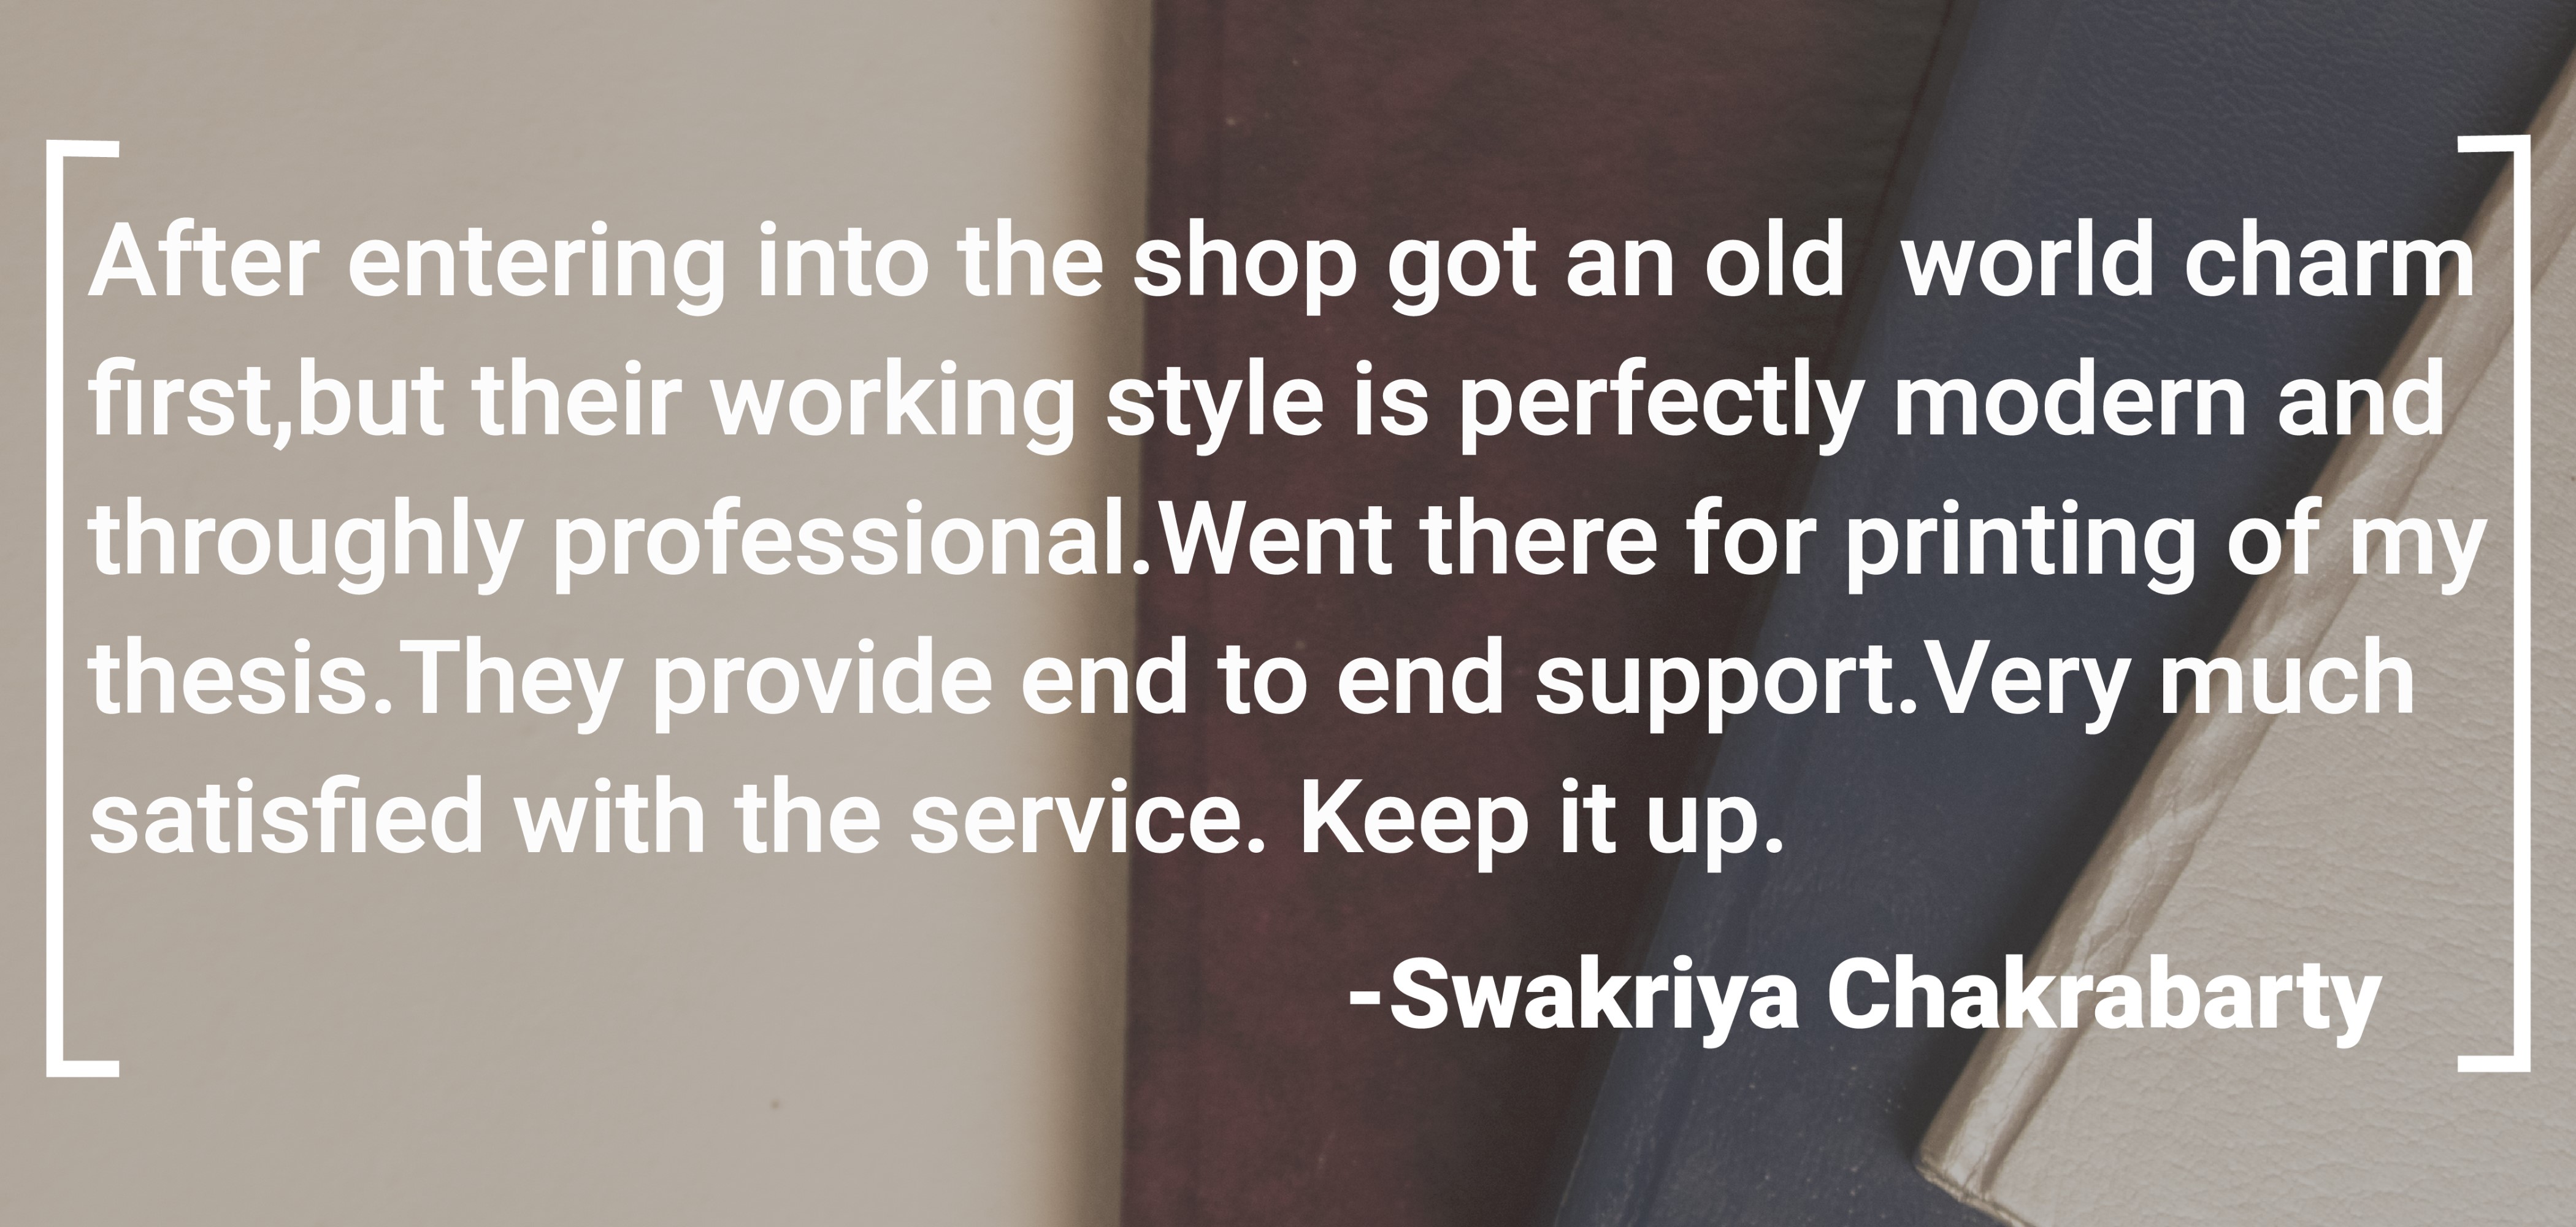 After entering into the shop got an old  world charm
first,but their working style is perfectly modern and
throughly professional.Went there for printing of my
thesis.They provide end to end support.Very much
satisfied with the service. Keep it up.
-Swakriya Chakrabarty